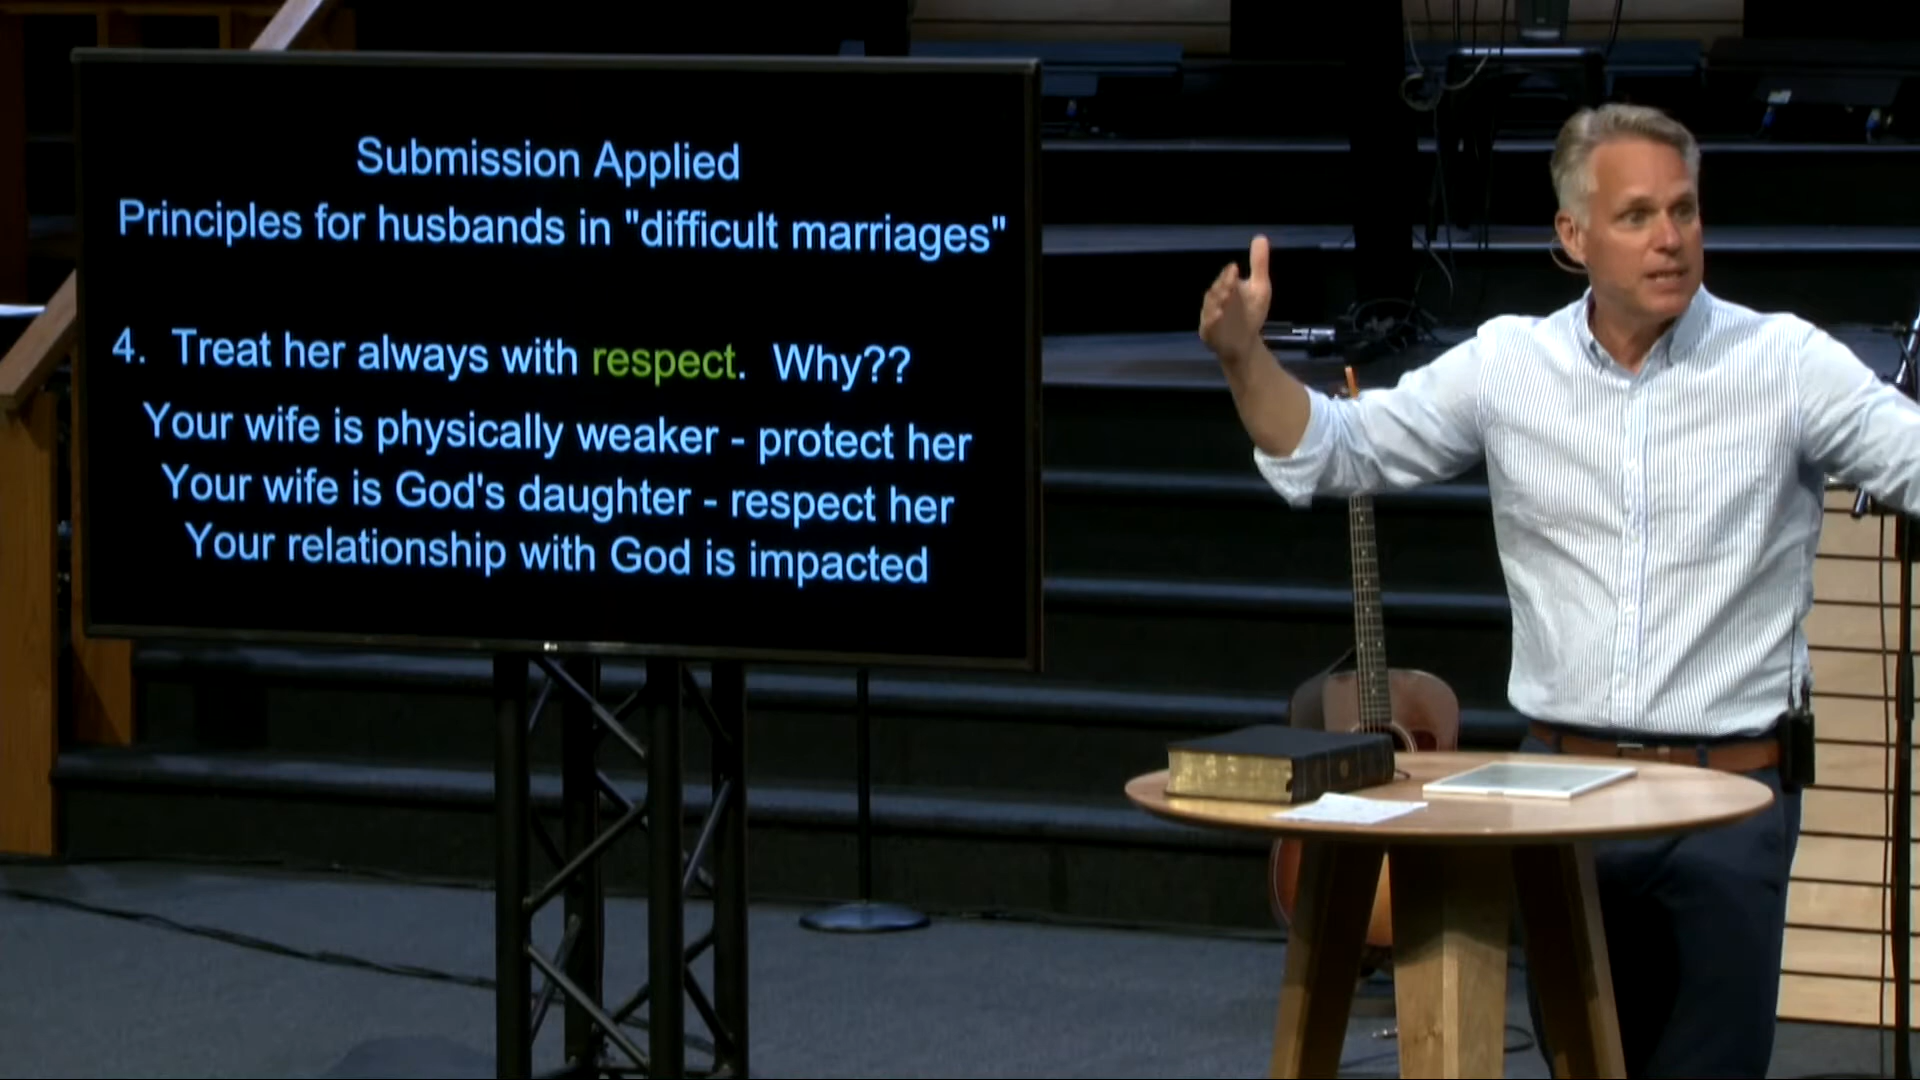 Submission Applied
Principles for husbands in "difficult marriages"
4. Treat her always with respect. Why??
Your wife is physically weaker - protect her
Your wife is God's daughter - respect her
Your relationship with God is impacted